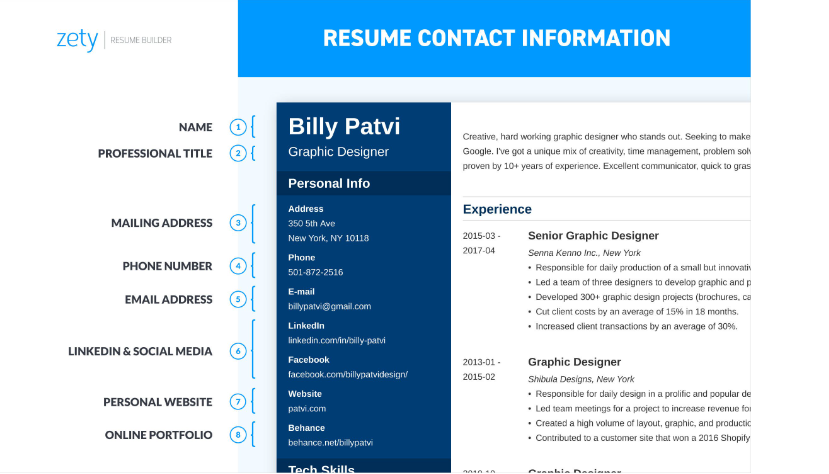 zety | RESUME BUILDER
RESUME CONTACT INFORMATION
NAME 1
PROFESSIONAL TITLE 2
MAILING ADDRESS 3
PHONE NUMBER 4
EMAIL ADDRESS 5
LINKEDIN & SOCIAL MEDIA 6
PERSONAL WEBSITE 7
ONLINE PORTFOLIO 8
Billy Patvi
Graphic Designer
Personal Info
Address
350 5th Ave
New York, NY 10118
Phone
501-872-2516
E-mail
billypatvi@gmail.com
LinkedIn
linkedin.com/in/billy-patvi
Facebook
facebook.com/billypatvidesign/
Website
patvi.com
Behance
behance.net/billypatvi
Tech Skills
Creative, hard working graphic designer who stands out. Seeking to make
Google. I've got a unique mix of creativity, time management, problem
proven by 10+ years of experience. Excellent communicator, quick to
Experience
2015-03 - Senior Graphic Designer
2017-04 Senna Kenno Inc., New York
• Responsible for daily production of a small but
• Led a team of three designers to develop graphic and
• Developed 300+ graphic design projects (brochures,
• Cut client costs by an average of 15% in 18 months.
• Increased client transactions by an average of 30%.
2013-01 - Graphic Designer
2015-02 Shibula Designs, New York
• Responsible for daily design in a prolific and popular
• Led team meetings for a project to increase revenue
• Created a high volume of layout, graphic, and
• Contributed to a customer site that won a 2016 Shopify
Graphic Designer